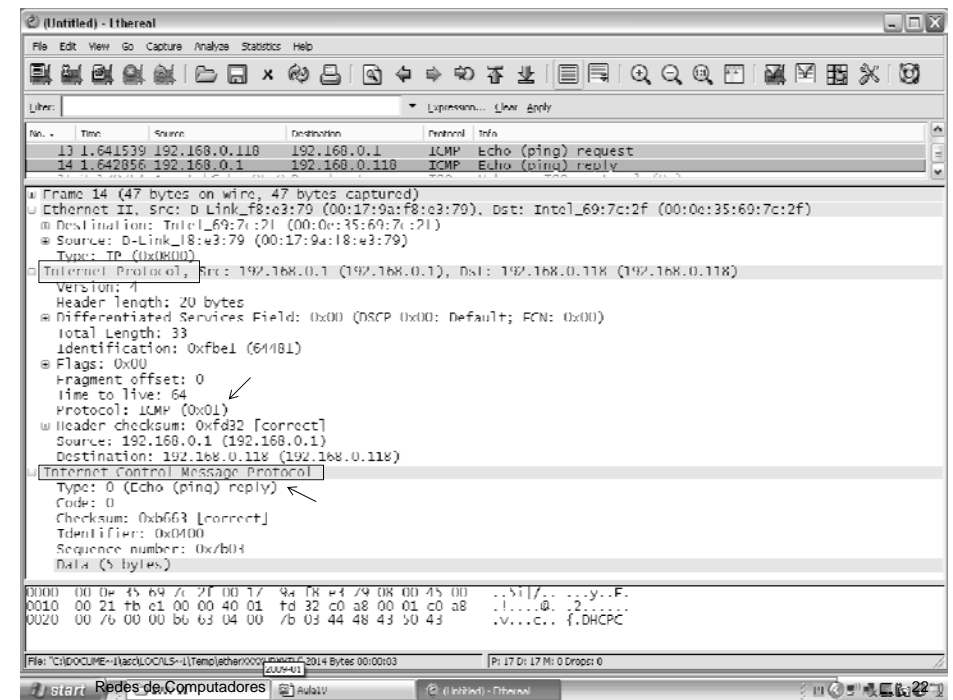 (Untitled) - Ethereal
File Edit View Go Capture Analyze Statistics Help
Expression... Clear Apply
No. - Time Source Destination Protocol Info
13 1.641539 192.168.0.118 192.168.0.1 ICMP Echo (ping) request
14 1.642856 192.168.0.1 192.168.0.118 ICMP Echo (ping) reply
Frame 14 (47 bytes on wire, 47 bytes captured)
Ethernet II, Src: D-Link_f8:e3:79 (00:17:9a:f8:e3:79), Dst: Intel_69:7c:2f (00:0e:35:69:7c:2f)
Destination: Intel_69:7c:2f (00:0e:35:69:7c:2f)
Source: D-Link_f8:e3:79 (00:17:9a:f8:e3:79)
Type: IP (0x0800)
Internet Protocol, Src: 192.168.0.1 (192.168.0.1), Dst: 192.168.0.118 (192.168.0.118)
Version: 4
Header length: 20 bytes
Differentiated Services Field: 0x00 (DSCP 0x00: Default; ECN: 0x00)
Total Length: 33
Identification: 0xfbe1 (64481)
Flags: 0x00
Fragment offset: 0
Time to live: 64
Protocol: ICMP (0x01)
Header checksum: 0xfd32 [correct]
Source: 192.168.0.1 (192.168.0.1)
Destination: 192.168.0.118 (192.168.0.118)
Internet Control Message Protocol
Type: 0 (Echo (ping) reply)
Code: 0
Checksum: 0xb663 [correct]
Identifier: 0x0400
Sequence number: 0x7b03
Data (5 bytes)
0000 00 0e 35 69 7c 2f 00 17 9a f8 e3 79 08 00 45 00 ..5i|/.. ...y..E.
0010 00 21 fb e1 00 00 40 01 fd 32 c0 a8 00 01 c0 a8 .!....@. .2......
0020 00 76 00 00 b6 63 04 00 7b 03 44 48 43 50 43 .v...c.. {.DHCPC
2014 Bytes 00:00:03 P: 17 D: 17 M: 0 Drops: 0
2009-01
start Redes de Computadores (Untitled) - Ethereal 22